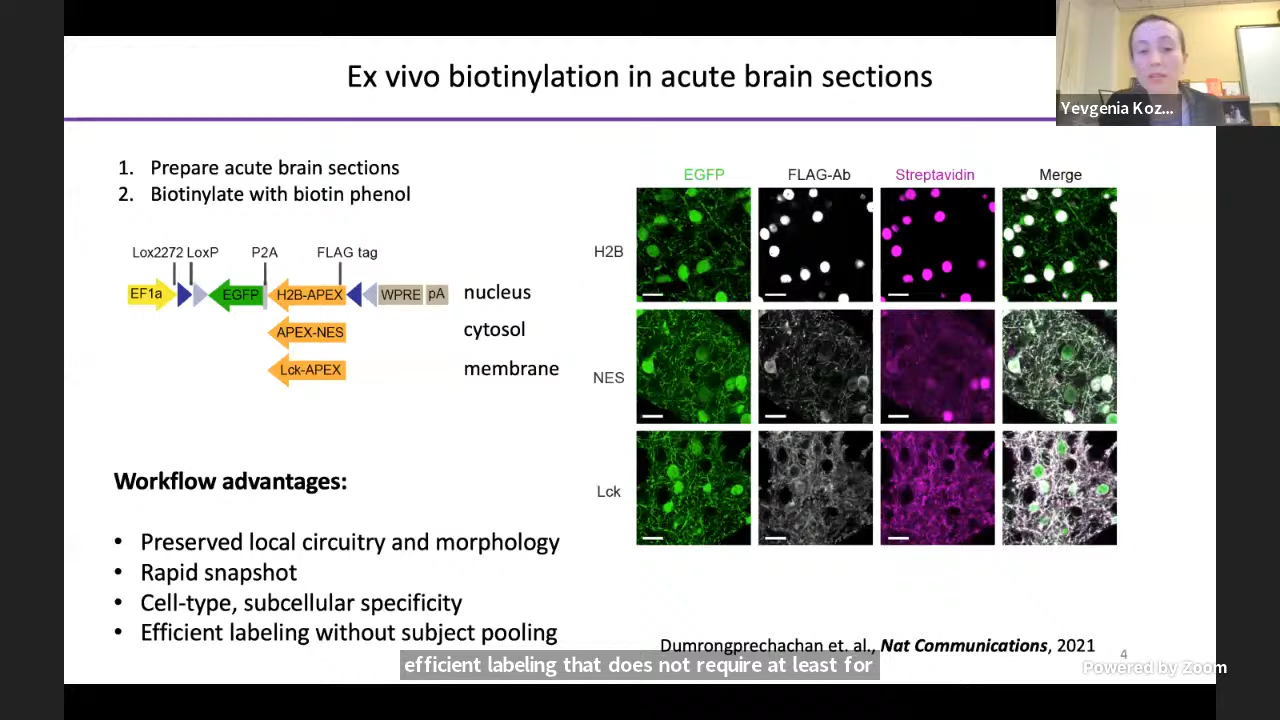 Ex vivo biotinylation in acute brain sections
Yevgenia Koz...
1. Prepare acute brain sections
2. Biotinylate with biotin phenol
Lox2272 LoxP P2A FLAG tag
EF1a EGFP H2B-APEX WPRE pA nucleus
APEX-NES cytosol
Lck-APEX membrane
EGFP FLAG-Ab Streptavidin Merge
H2B
NES
Lck
Workflow advantages:
• Preserved local circuitry and morphology
• Rapid snapshot
• Cell-type, subcellular specificity
• Efficient labeling without subject pooling
Dumrongprechachan et. al., Nat Communications, 2021
4
efficient labeling that does not require at least for
Powered by Zoom